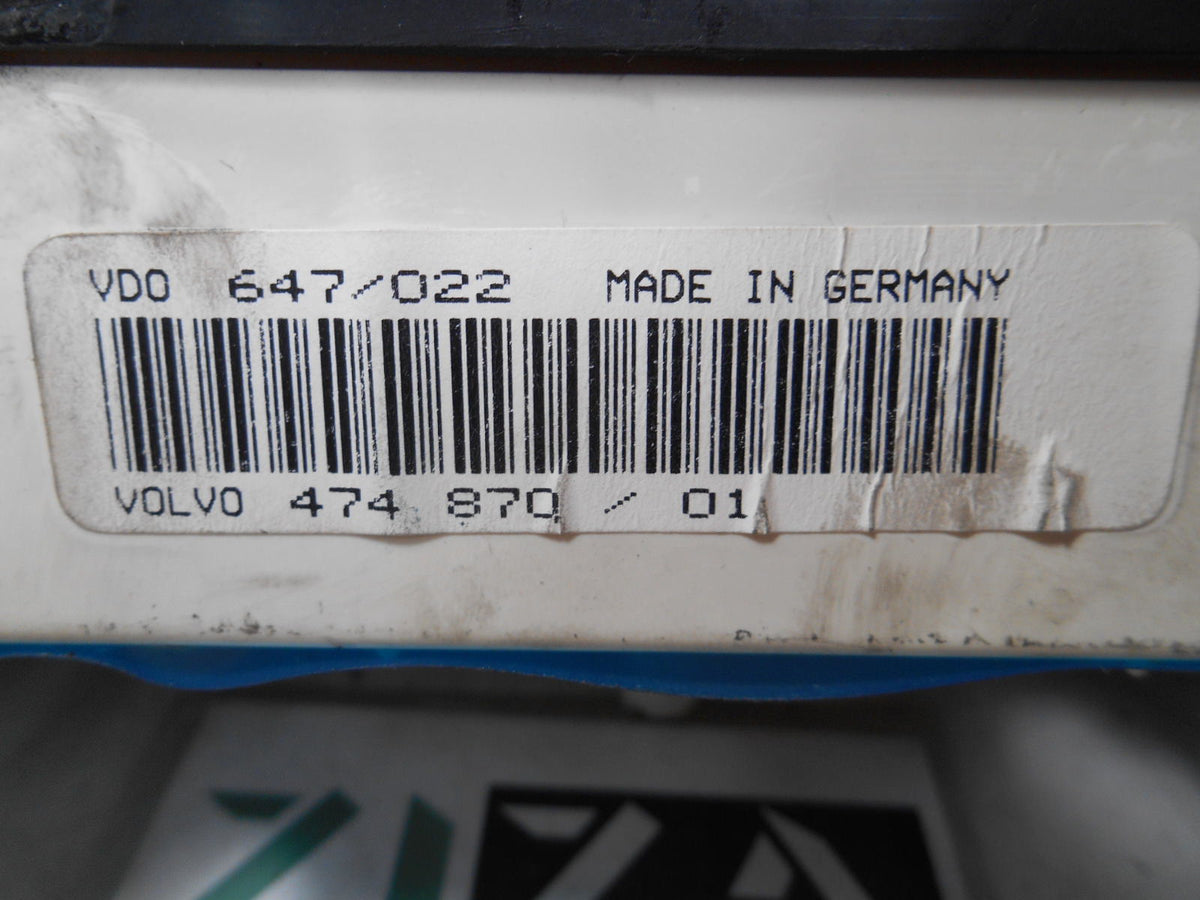 VDO 647/022 MADE IN GERMANY
VOLVO 474 870 / 01